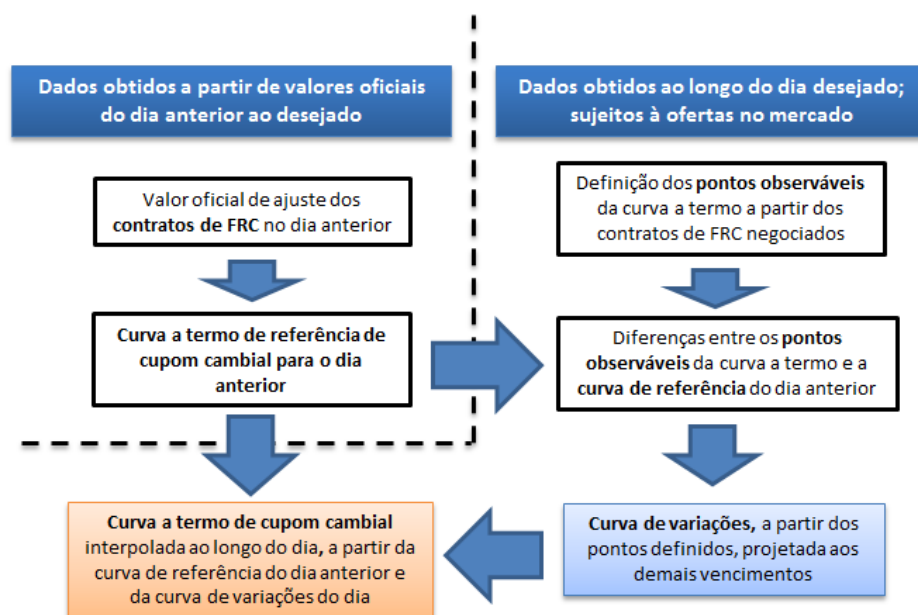 Dados obtidos a partir de valores oficiais
do dia anterior ao desejado
Dados obtidos ao longo do dia desejado;
sujeitos à ofertas no mercado
Valor oficial de ajuste dos
contratos de FRC no dia anterior
Definição dos pontos observáveis
da curva a termo a partir dos
contratos de FRC negociados
Curva a termo de referência de
cupom cambial para o dia
anterior
Diferenças entre os pontos
observáveis da curva a termo e a
curva de referência do dia anterior
Curva a termo de cupom cambial
interpolada ao longo do dia, a partir da
curva de referência do dia anterior e
da curva de variações do dia
Curva de variações, a partir dos
pontos definidos, projetada aos
demais vencimentos